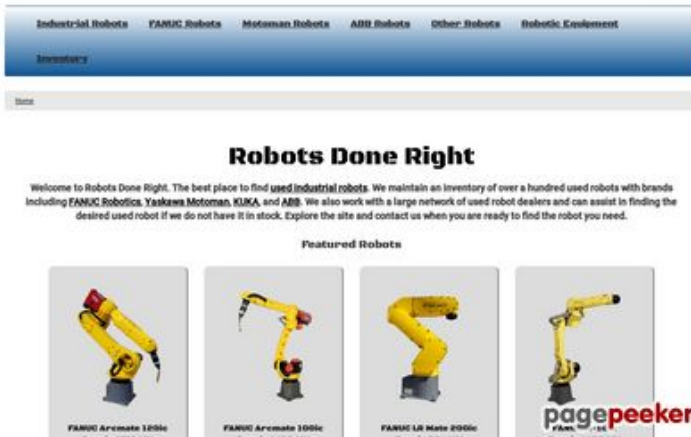 Industrial Robots FANUC Robots Motoman Robots ABB Robots Other Robots Robotic Equipment
Inventory
Home
Robots Done Right
Welcome to Robots Done Right. The best place to find used industrial robots. We maintain an inventory of over a hundred used robots with brands
including FANUC Robotics, Yaskawa Motoman, KUKA, and ABB. We also work with a large network of used robot dealers and can assist in finding the
desired used robot if we do not have it in stock. Explore the site and contact us when you are ready to find the robot you need.
Featured Robots
FANUC Arcmate 120ic FANUC Arcmate 100ic FANUC LR Mate 200ic
pagepeeker